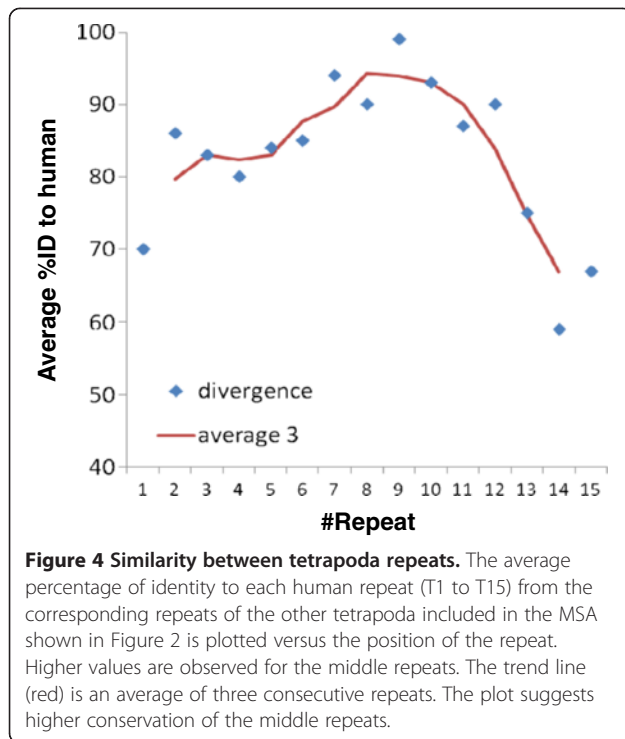 100
90
80
70
60
50
40
Average %ID to human
divergence
average 3
1 2 3 4 5 6 7 8 9 10 11 12 13 14 15
#Repeat
Figure 4 Similarity between tetrapoda repeats. The average
percentage of identity to each human repeat (T1 to T15) from the
corresponding repeats of the other tetrapoda included in the MSA
shown in Figure 2 is plotted versus the position of the repeat.
Higher values are observed for the middle repeats. The trend line
(red) is an average of three consecutive repeats. The plot suggests
higher conservation of the middle repeats.